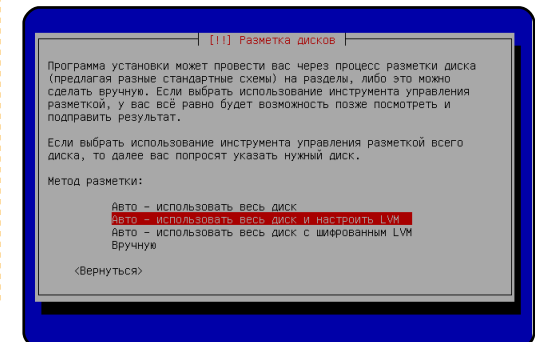 [!!] Разметка дисков
Программа установки может провести вас через процесс разметки диска
(предлагая разные стандартные схемы) на разделы, либо это можно
сделать вручную. Если выбрать использование инструмента управления
разметкой, у вас всё равно будет возможность позже посмотреть и
подправить результат.
Если выбрать использование инструмента управления разметкой всего
диска, то далее вас попросят указать нужный диск.
Метод разметки:
Авто – использовать весь диск
Авто – использовать весь диск и настроить LVM
Авто – использовать весь диск с шифрованным LVM
Вручную
<Вернуться>